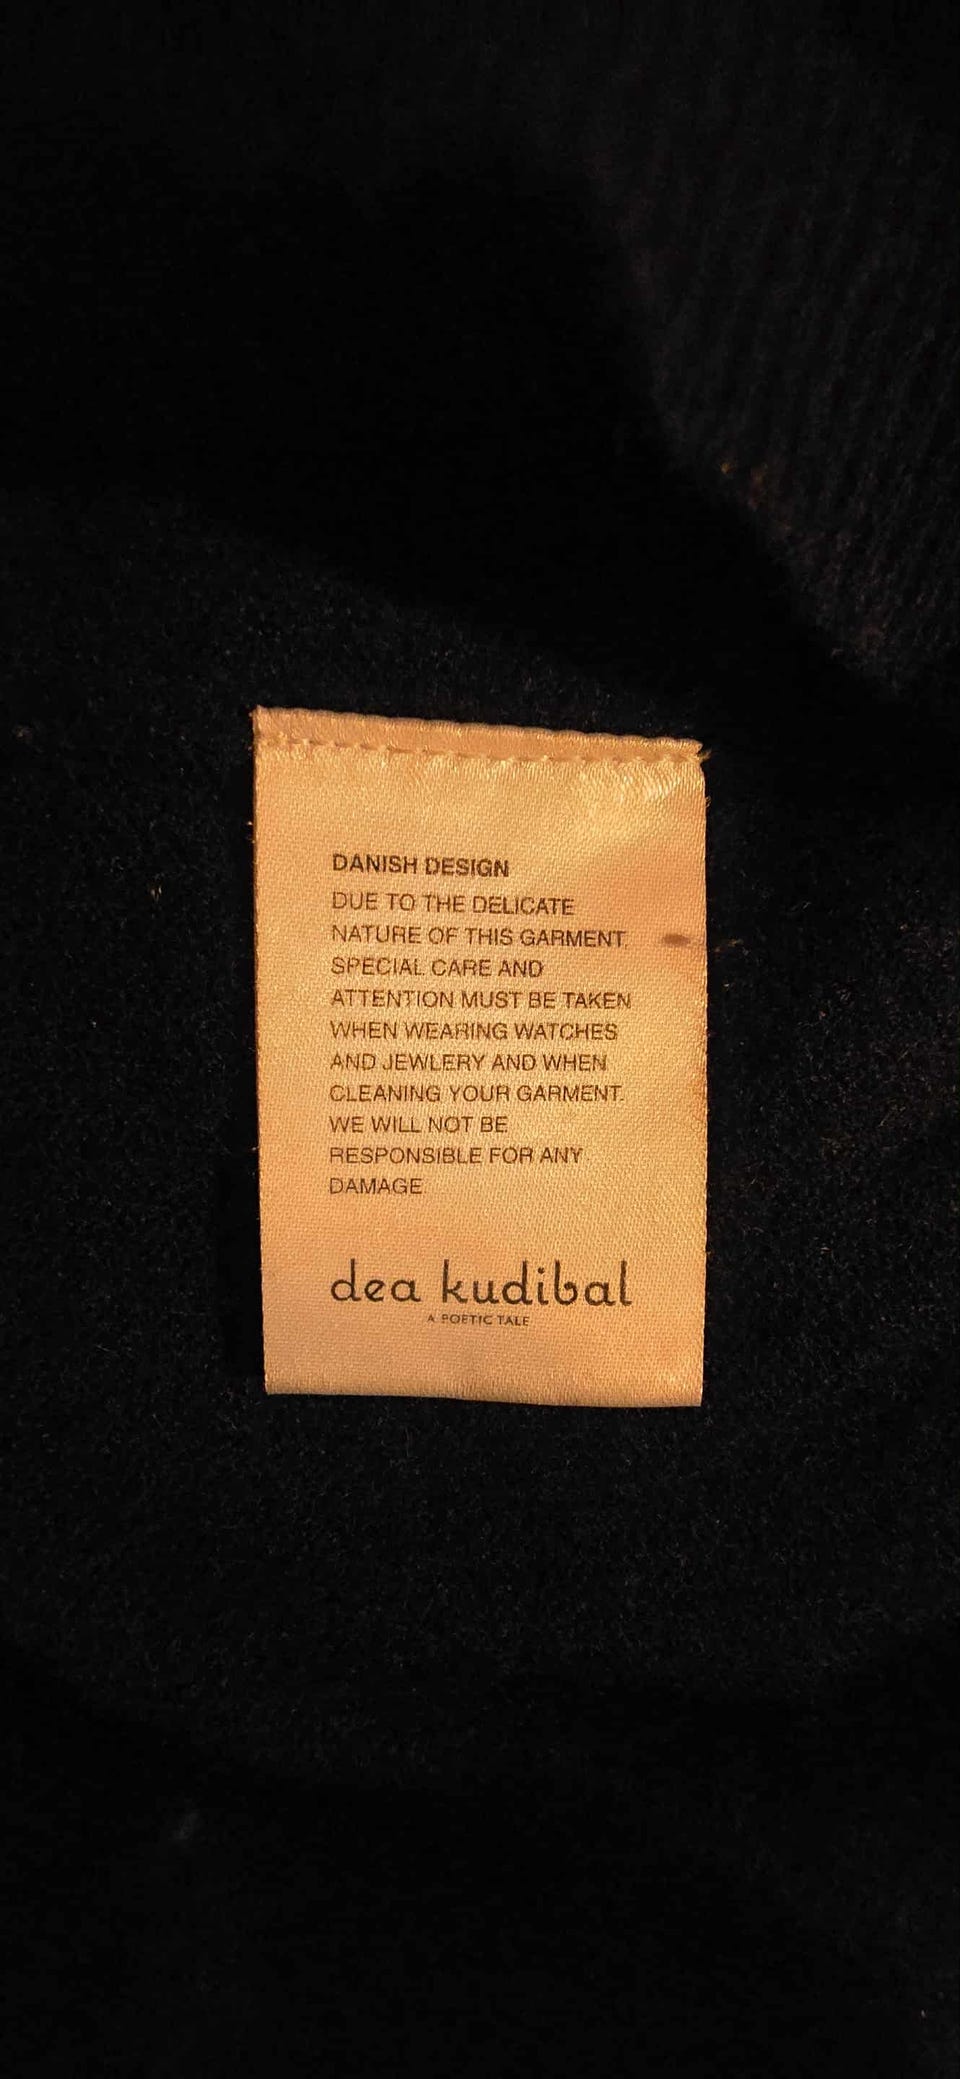 DANISH DESIGN
DUE TO THE DELICATE
NATURE OF THIS GARMENT
SPECIAL CARE AND
ATTENTION MUST BE TAKEN
WHEN WEARING WATCHES
AND JEWLERY AND WHEN
CLEANING YOUR GARMENT.
WE WILL NOT BE
RESPONSIBLE FOR ANY
DAMAGE
dea kudibal
A POETIC TALE